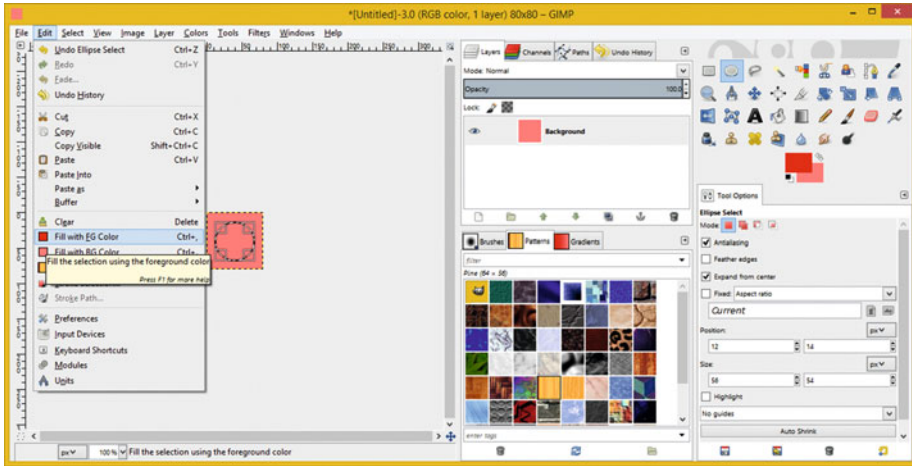 *[Untitled]-3.0 (RGB color, 1 layer) 80x80 – GIMP
File Edit Select View Image Layer Colors Tools Filters Windows Help
Undo Ellipse Select Ctrl+Z
Redo Ctrl+Y
Fade...
Undo History
Cut Ctrl+X
Copy Ctrl+C
Copy Visible Shift+Ctrl+C
Paste Ctrl+V
Paste Into
Paste as
Buffer
Clear Delete
Fill with FG Color Ctrl+,
Fill with BG Color Ctrl+.
Fill the selection using the foreground color
Press F1 for more help
Stroke Path...
Preferences
Input Devices
Keyboard Shortcuts
Modules
Units
px 100 % Fill the selection using the foreground color
Layers Channels Paths Undo History
Mode: Normal
Opacity 100.0
Lock:
Background
Brushes Patterns Gradients
filter
Pine (64 × 56)
enter tags
Tool Options
Ellipse Select
Mode:
Antialiasing
Feather edges
Expand from center
Fixed: Aspect ratio
Current
Position: px
12 14
Size: px
56 54
Highlight
No guides
Auto Shrink